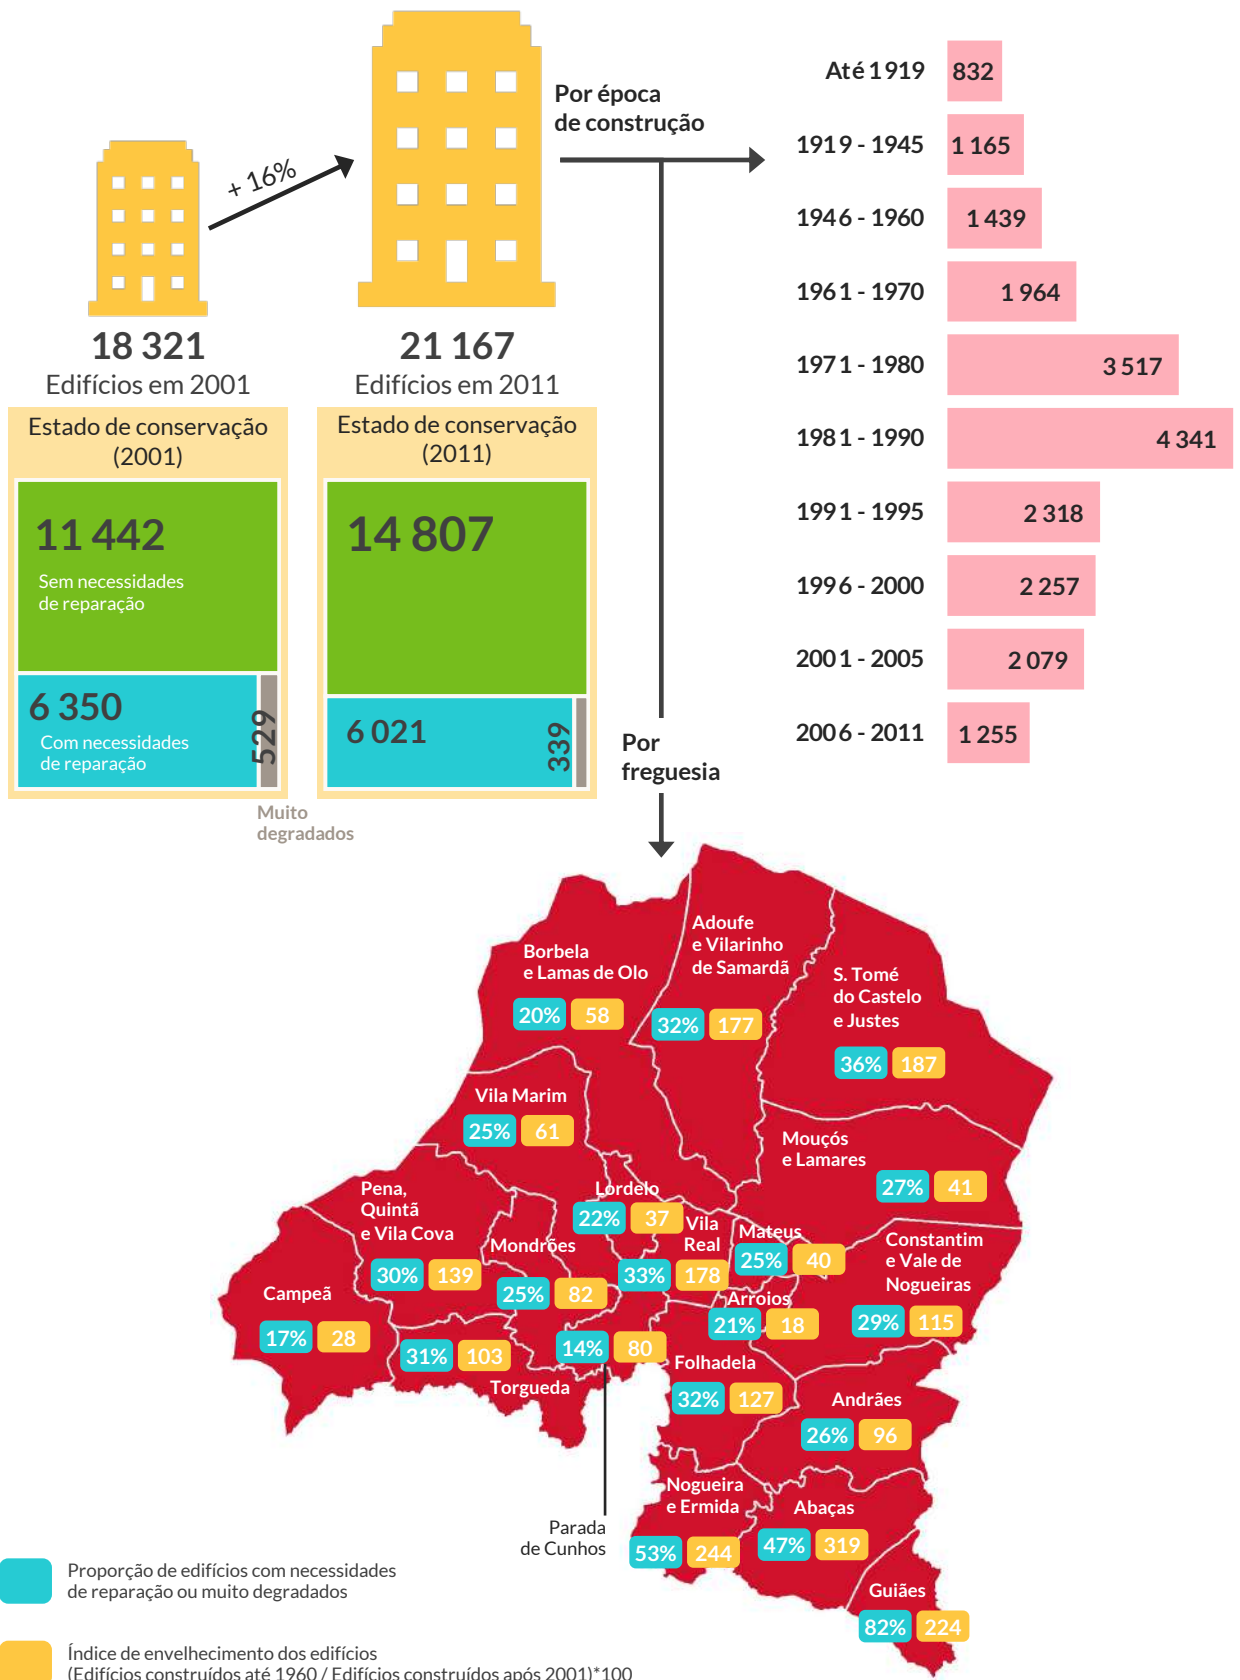 + 16%
18 321
Edifícios em 2001
21 167
Edifícios em 2011
Estado de conservação
(2001)
11 442
Sem necessidades
de reparação
6 350
Com necessidades
de reparação
529
Muito
degradados
Estado de conservação
(2011)
14 807
6 021
339
Por época
de construção
Até 1919 832
1919 - 1945 1 165
1946 - 1960 1 439
1961 - 1970 1 964
1971 - 1980 3 517
1981 - 1990 4 341
1991 - 1995 2 318
1996 - 2000 2 257
2001 - 2005 2 079
2006 - 2011 1 255
Por
freguesia
Adoufe
e Vilarinho
de Samardã
32% 177
Borbela
e Lamas de Olo
20% 58
S. Tomé
do Castelo
e Justes
36% 187
Vila Marim
25% 61
Mouçós
e Lamares
27% 41
Pena,
Quintã
e Vila Cova
30% 139
Lordelo
22% 37
Vila
Real
33% 178
Mateus
25% 40
Constantim
e Vale de
Nogueiras
29% 115
Mondrões
25% 82
Campeã
17% 28
Arroios
21% 18
31% 103
Torgueda
14% 80
Parada
de Cunhos
Folhadela
32% 127
Andrães
26% 96
Nogueira
e Ermida
53% 244
Abaças
47% 319
Guiães
82% 224
Proporção de edifícios com necessidades
de reparação ou muito degradados
Índice de envelhecimento dos edifícios
(Edifícios construídos até 1960 / Edifícios construídos após 2001)*100